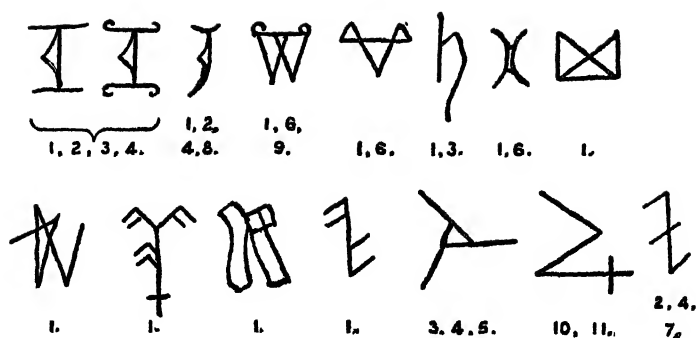 1, 2, 3, 4. 1, 2, 4, 8. 1, 6, 9. 1, 6. 1, 3. 1, 6. 1.
1. 1. 1. 1. 3. 4. 5. 10, 11. 2, 4, 7.